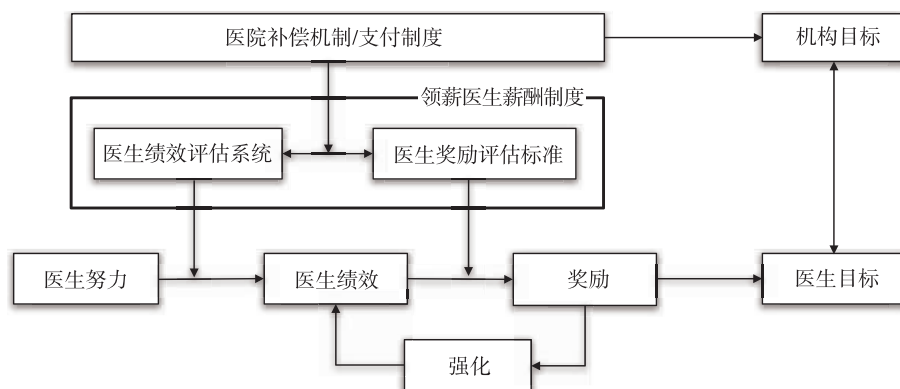 医院补偿机制/支付制度
机构目标
领薪医生薪酬制度
医生绩效评估系统
医生奖励评估标准
医生努力
医生绩效
奖励
医生目标
强化